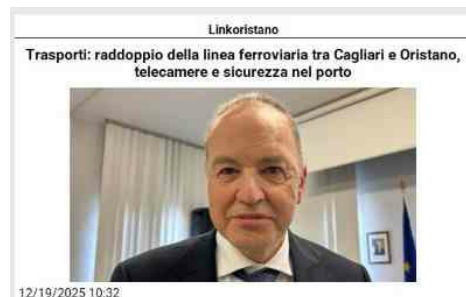 Linkoristano
Trasporti: raddoppio della linea ferroviaria tra Cagliari e Oristano,
telecamere e sicurezza nel porto
12/19/2025 10:32